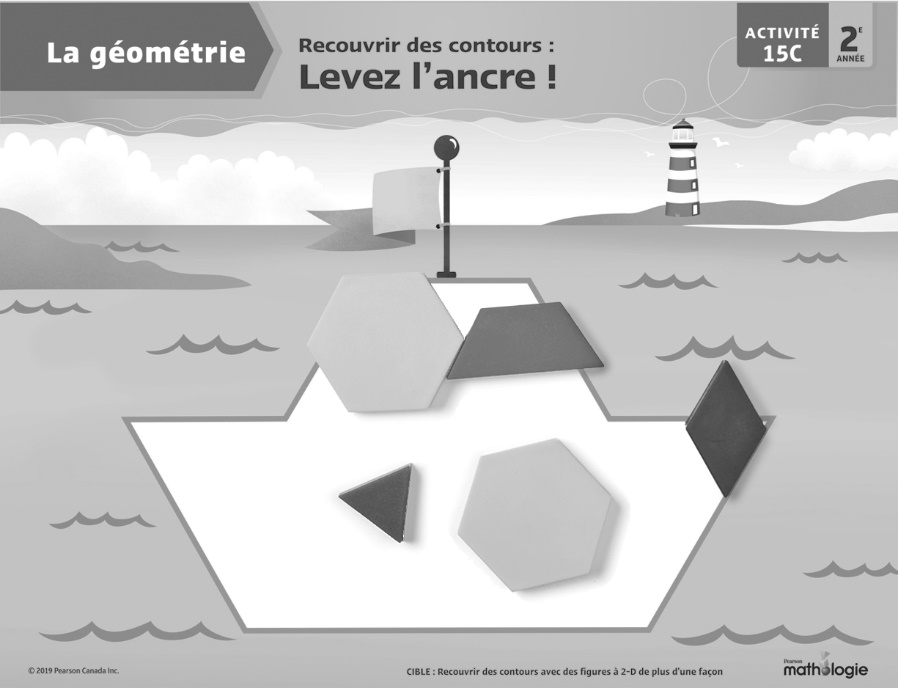 La géométrie
Recouvrir des contours :
Levez l’ancre !
ACTIVITÉ
15C
2E
ANNÉE
© 2019 Pearson Canada Inc.
CIBLE : Recouvrir des contours avec des figures à 2-D de plus d’une façon
Pearson
mathologie